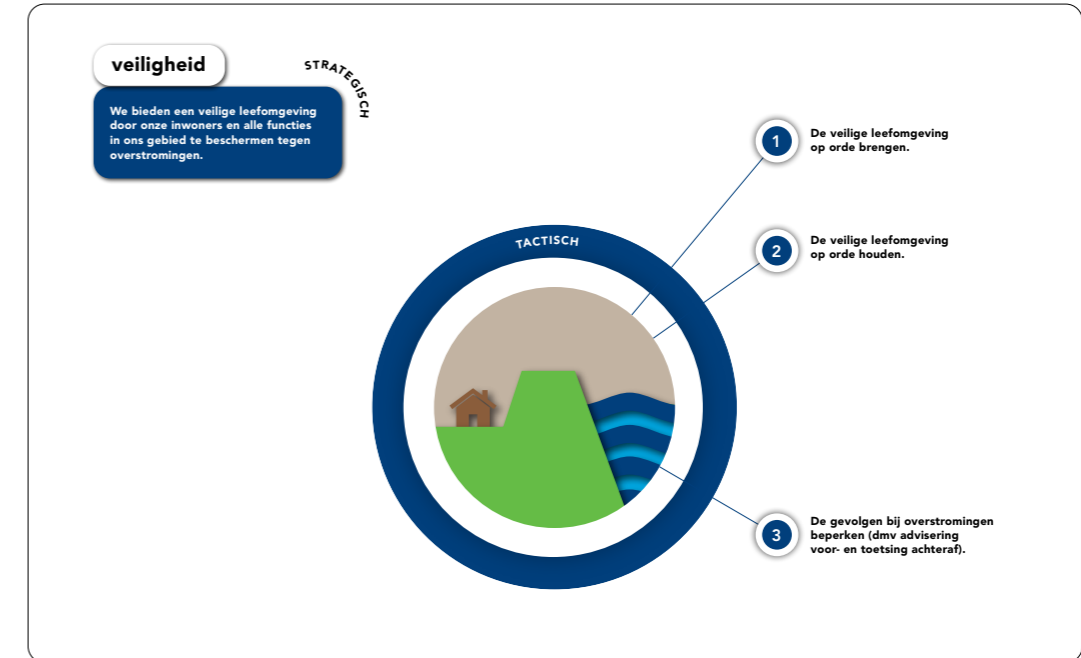 veiligheid
STRATEGISCH
We bieden een veilige leefomgeving
door onze inwoners en alle functies
in ons gebied te beschermen tegen
overstromingen.
TACTISCH
1
De veilige leefomgeving
op orde brengen.
2
De veilige leefomgeving
op orde houden.
3
De gevolgen bij overstromingen
beperken (dmv advisering
voor- en toetsing achteraf).